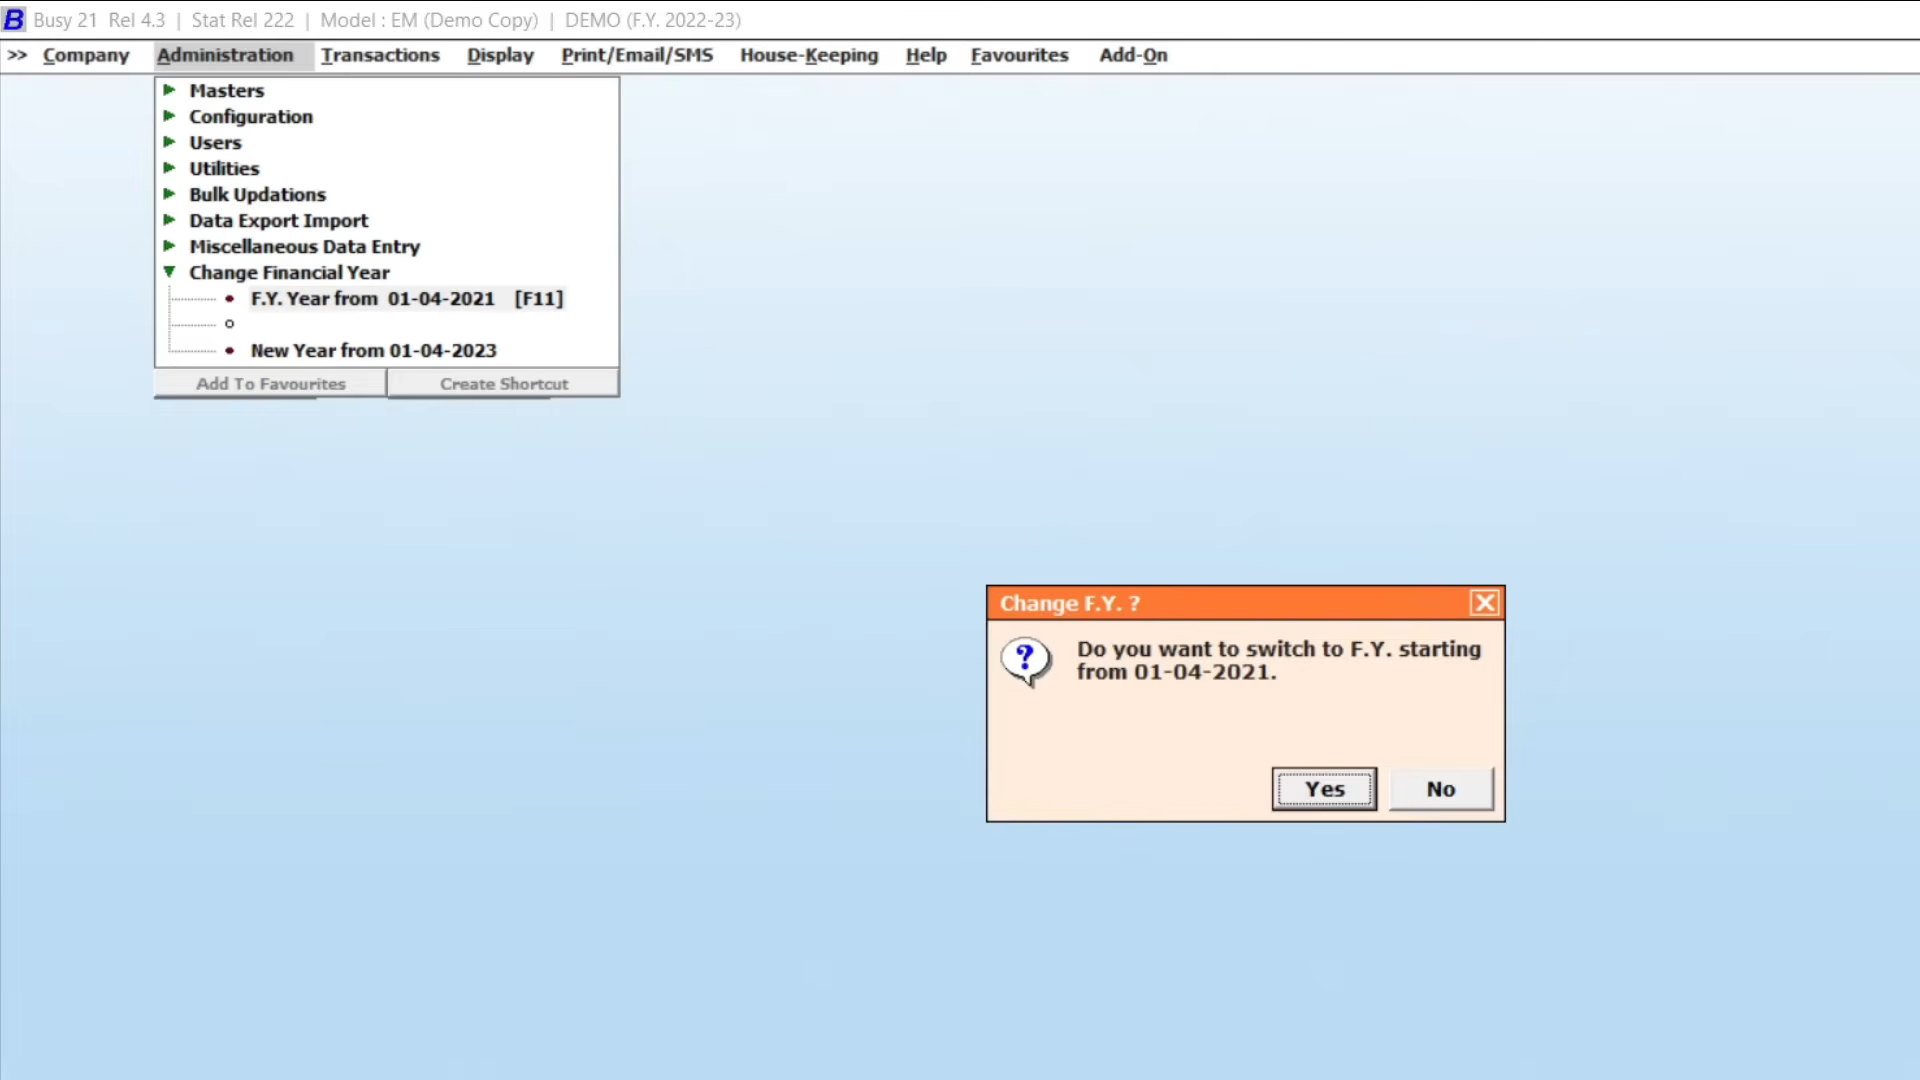 B Busy 21 Rel 4.3 | Stat Rel 222 | Model : EM (Demo Copy) | DEMO (F.Y. 2022-23)
>> Company Administration Transactions Display Print/Email/SMS House-Keeping Help Favourites Add-On
Masters
Configuration
Users
Utilities
Bulk Updations
Data Export Import
Miscellaneous Data Entry
Change Financial Year
F.Y. Year from 01-04-2021 [F11]
New Year from 01-04-2023
Add To Favourites Create Shortcut
Change F.Y. ?
Do you want to switch to F.Y. starting
from 01-04-2021.
Yes No